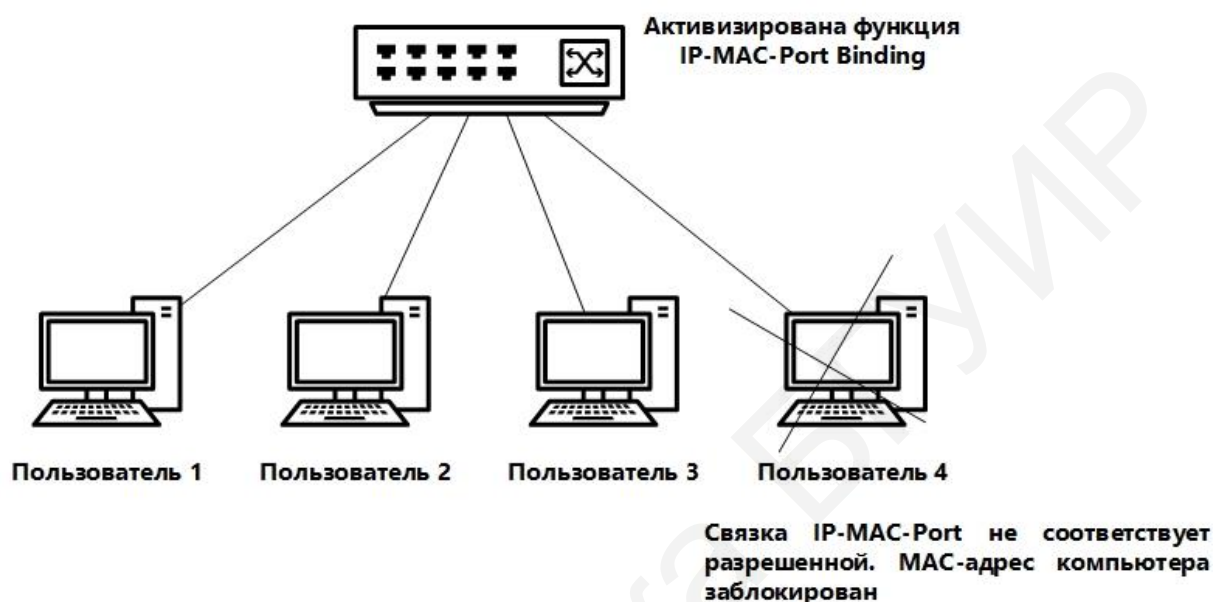 Активизирована функция
IP-MAC-Port Binding
Пользователь 1
Пользователь 2
Пользователь 3
Пользователь 4
Связка IP-MAC-Port не соответствует
разрешенной. MAC-адрес компьютера
заблокирован